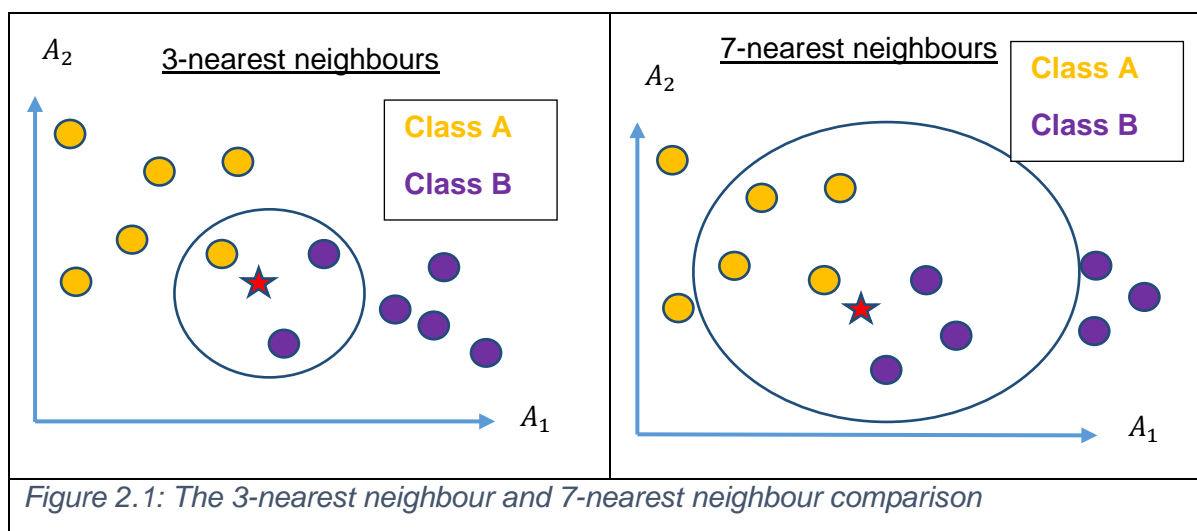 3-nearest neighbours
A₂
Class A
Class B
A₁
7-nearest neighbours
A₂
Class A
Class B
A₁
Figure 2.1: The 3-nearest neighbour and 7-nearest neighbour comparison